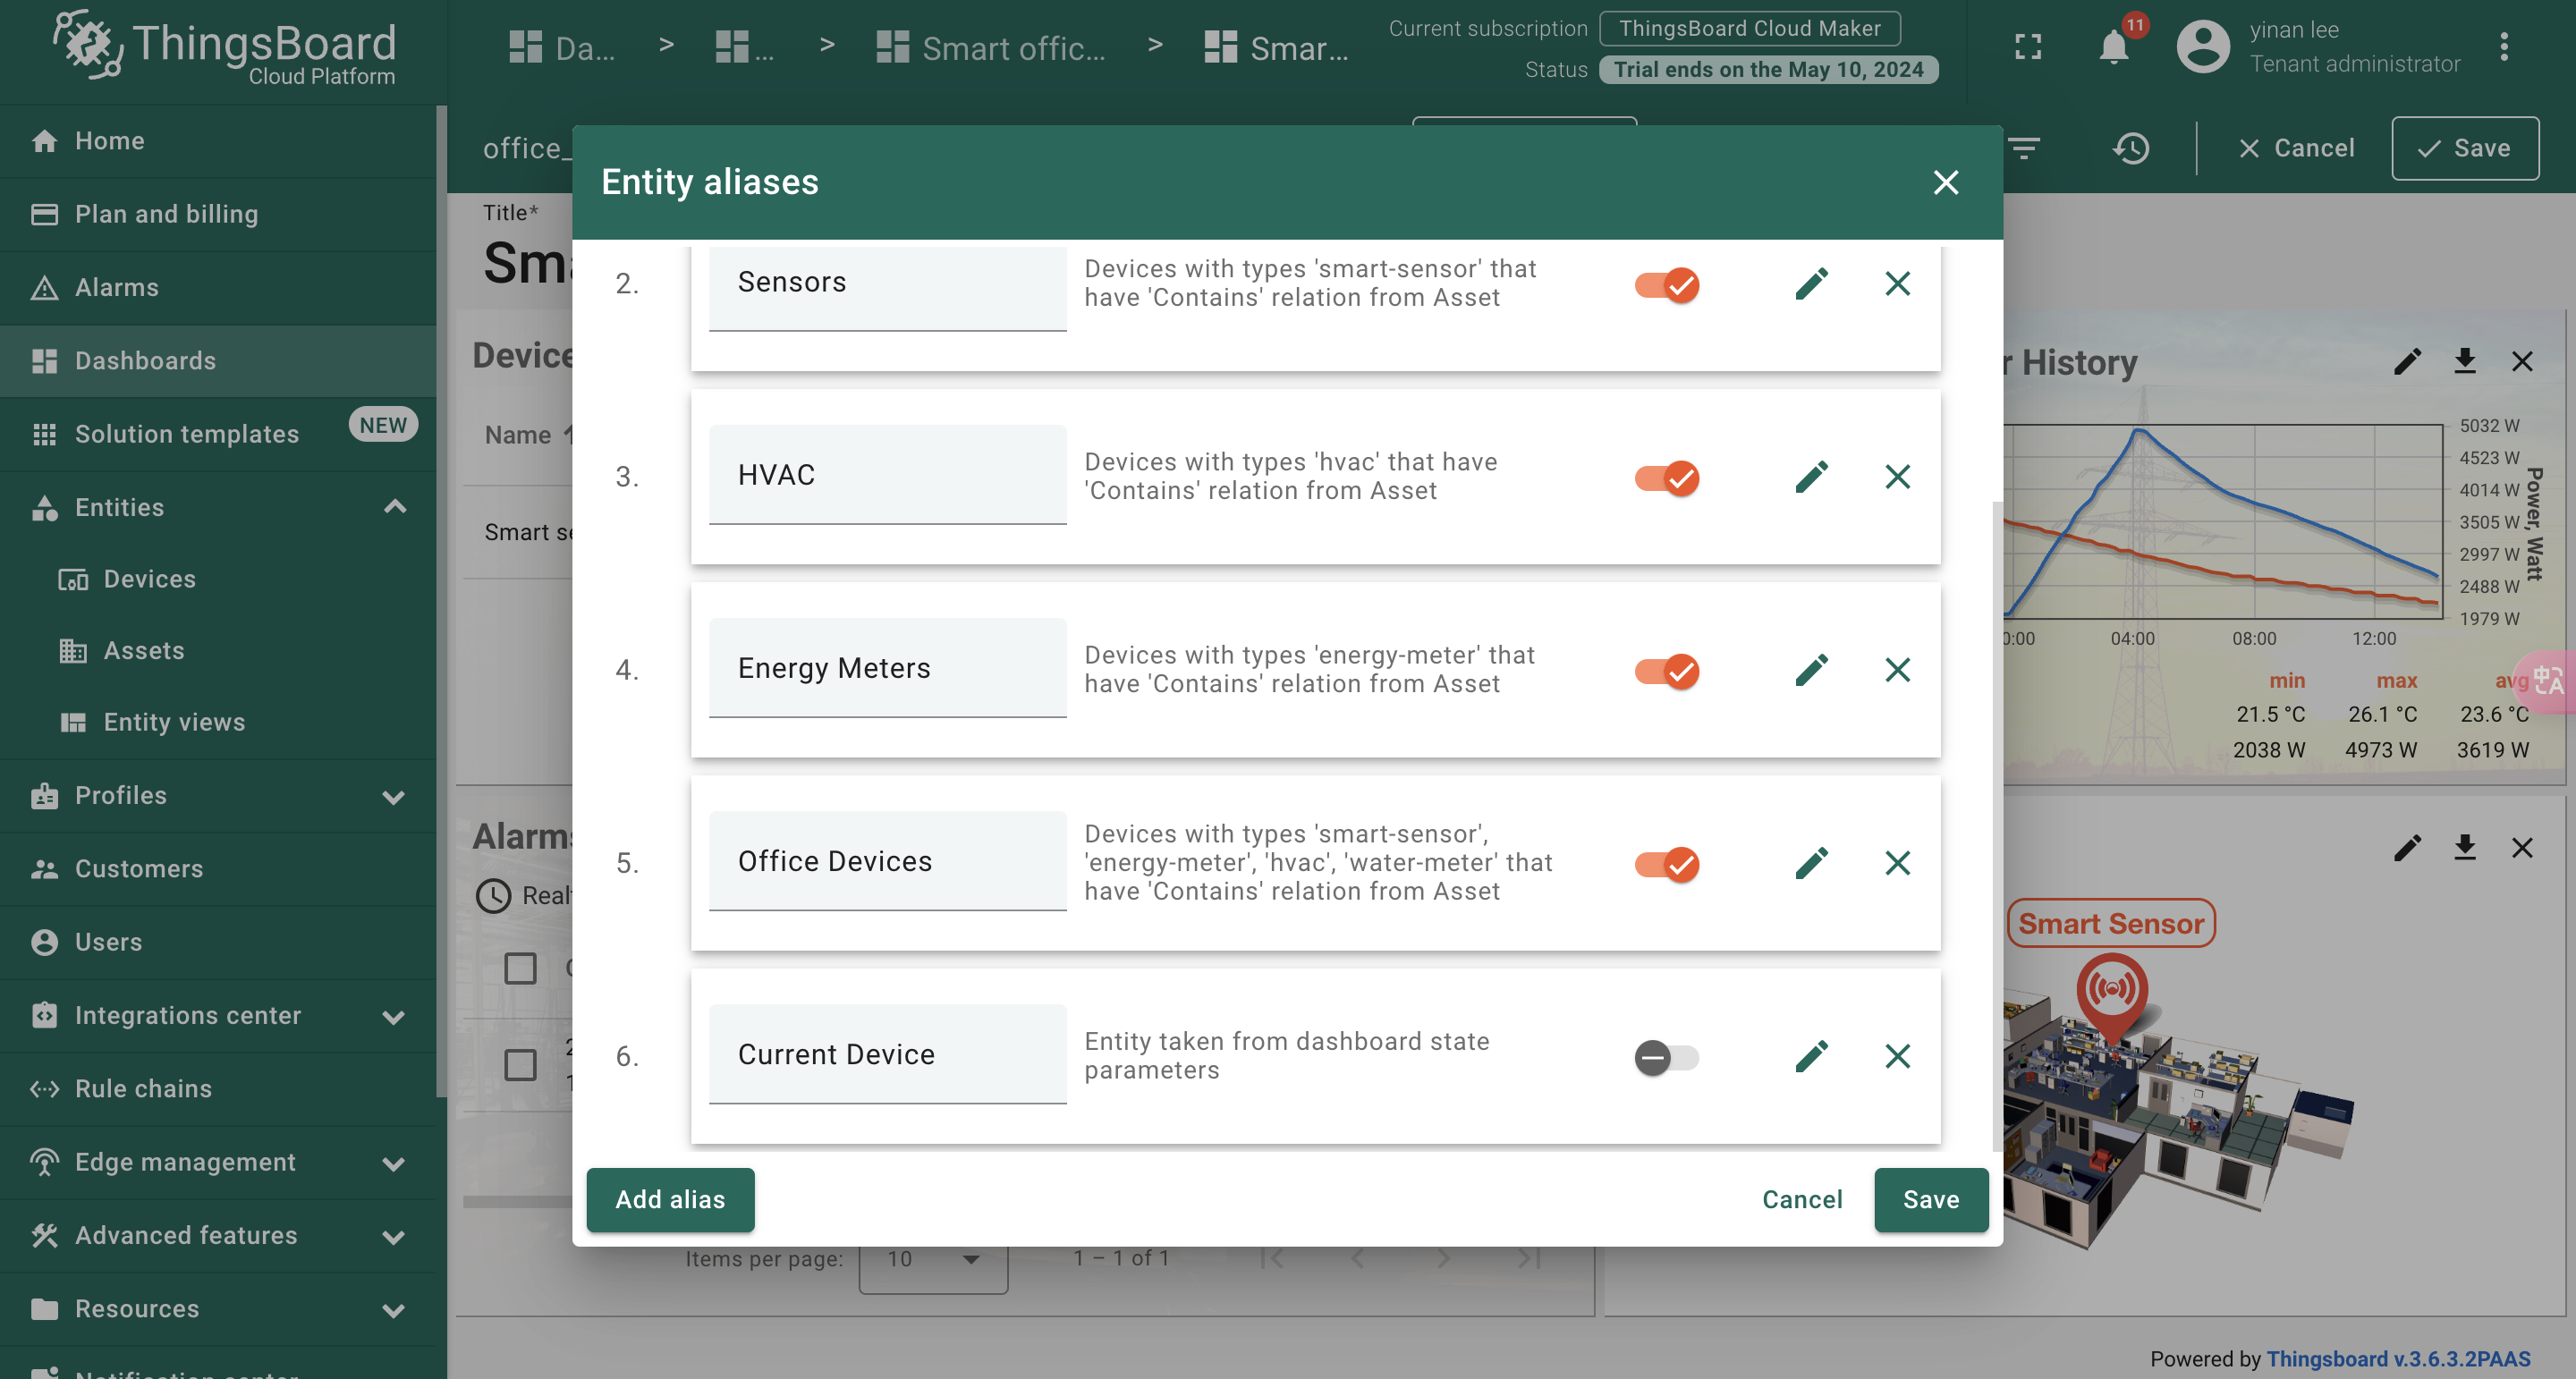 ThingsBoard
Cloud Platform
Da...
>
...
>
Smart offic...
>
Smar...
Current subscription
ThingsBoard Cloud Maker
Status
Trial ends on the May 10, 2024
11
yinan lee
Tenant administrator
Home
Plan and billing
Alarms
Dashboards
Solution templates
NEW
Entities
Devices
Assets
Entity views
Profiles
Customers
Users
Integrations center
Rule chains
Edge management
Advanced features
Resources
Notification center
office_
Cancel
Save
Title*
Sma
Device
Name
Smart se
Alarms
Realt
Entity aliases
2.
Sensors
Devices with types 'smart-sensor' that
have 'Contains' relation from Asset
3.
HVAC
Devices with types 'hvac' that have
'Contains' relation from Asset
4.
Energy Meters
Devices with types 'energy-meter' that
have 'Contains' relation from Asset
5.
Office Devices
Devices with types 'smart-sensor',
'energy-meter', 'hvac', 'water-meter' that
have 'Contains' relation from Asset
6.
Current Device
Entity taken from dashboard state
parameters
Add alias
Cancel
Save
Items per page:
10
1 – 1 of 1
r History
5032 W
4523 W
4014 W
3505 W
2997 W
2488 W
1979 W
Power, Watt
0:00
04:00
08:00
12:00
min
max
avg
21.5 °C
26.1 °C
23.6 °C
2038 W
4973 W
3619 W
中
A
Smart Sensor
Powered by Thingsboard v.3.6.3.2PAAS